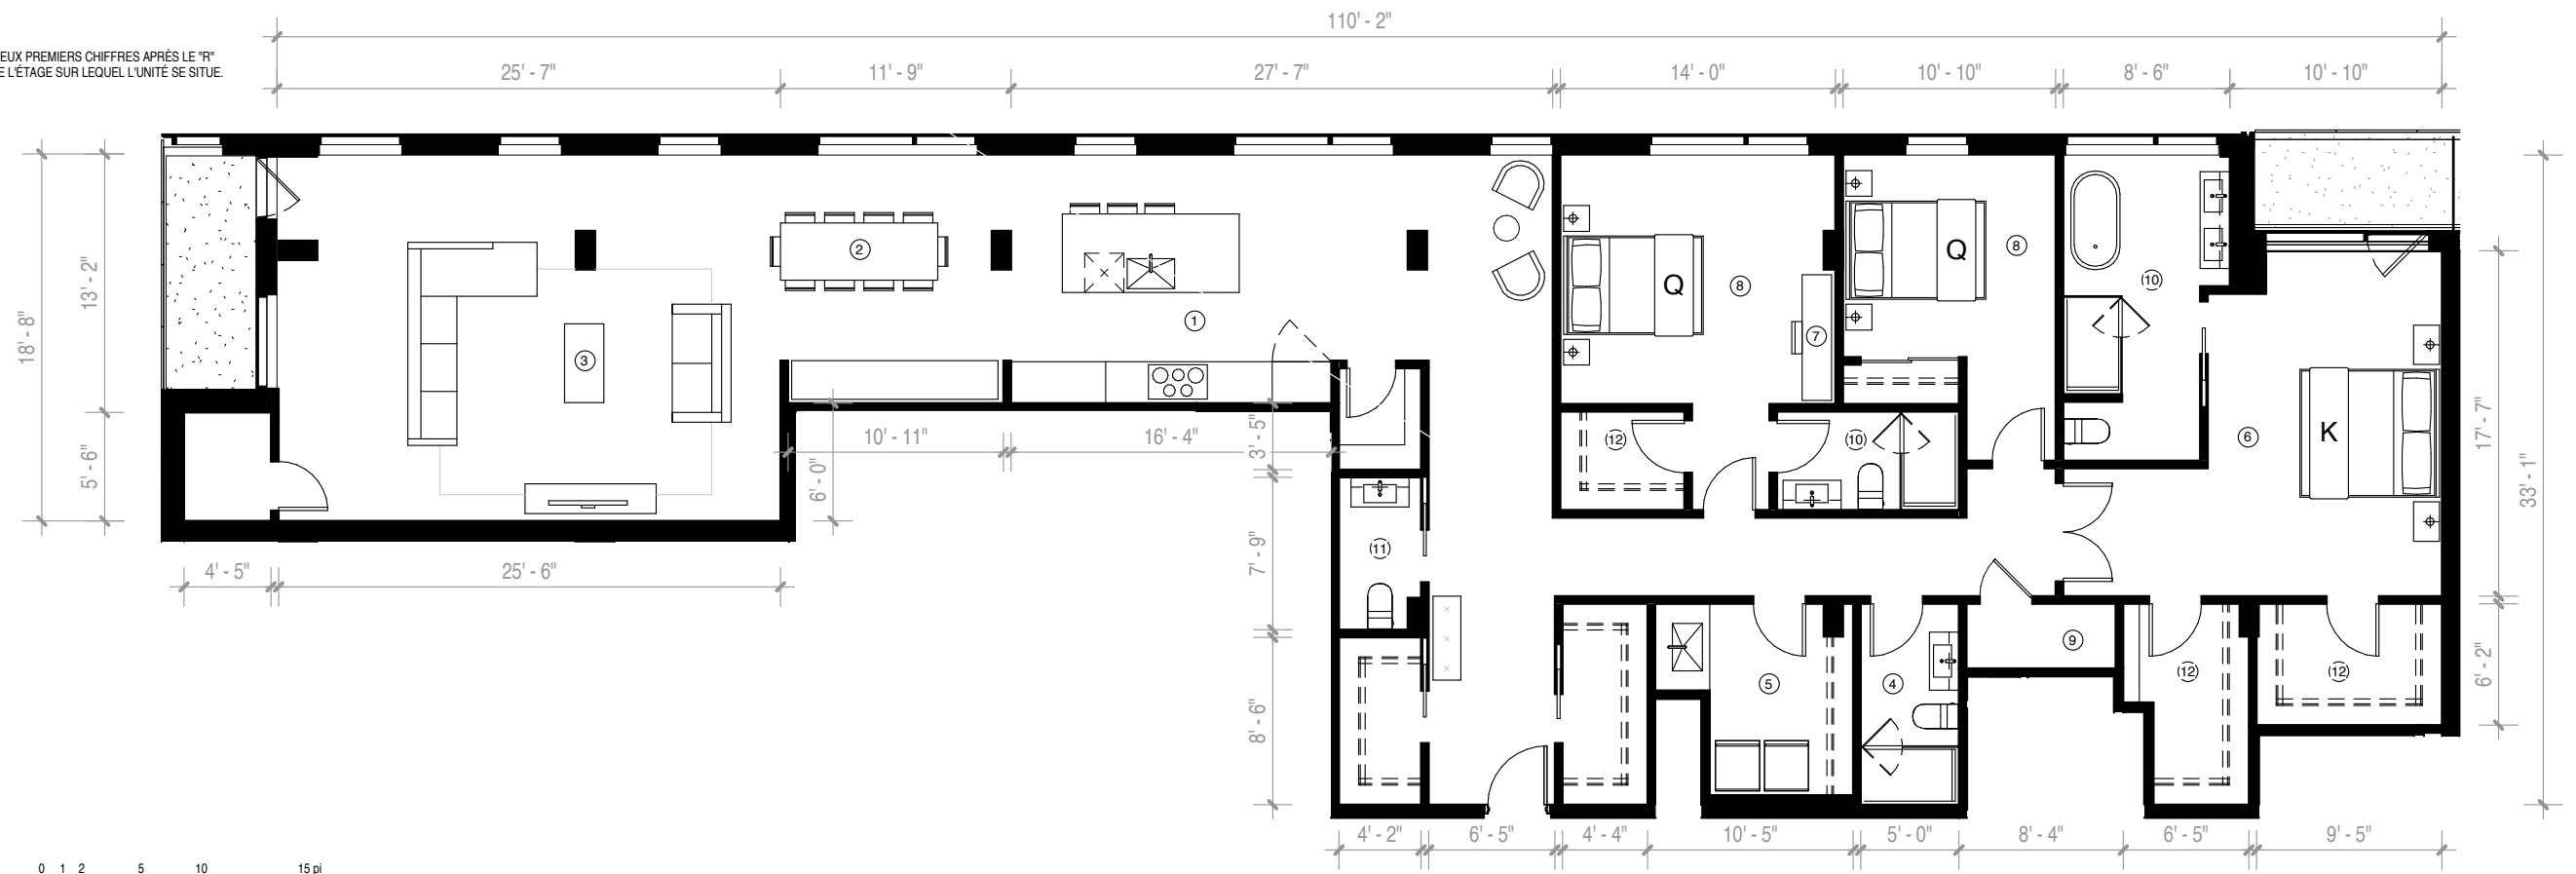 110' - 2"
EUX PREMIERS CHIFFRES APRÈS LE "R"
E L'ÉTAGE SUR LEQUEL L'UNITÉ SE SITUE.
25' - 7" 11' - 9" 27' - 7" 14' - 0" 10' - 10" 8' - 6" 10' - 10"
18' - 8"
13' - 2"
5' - 6"
2
3
1
Q
8
7
Q
8
10
6
K
17' - 7"
33' - 1"
10' - 11" 16' - 4"
6' - 0"
3' - 5"
12
10
7' - 9"
11
4' - 5" 25' - 6"
8' - 6"
5
4
9
12
12
6' - 2"
4' - 2" 6' - 5" 4' - 4" 10' - 5" 5' - 0" 8' - 4" 6' - 5" 9' - 5"
0 1 2 5 10 15 pi